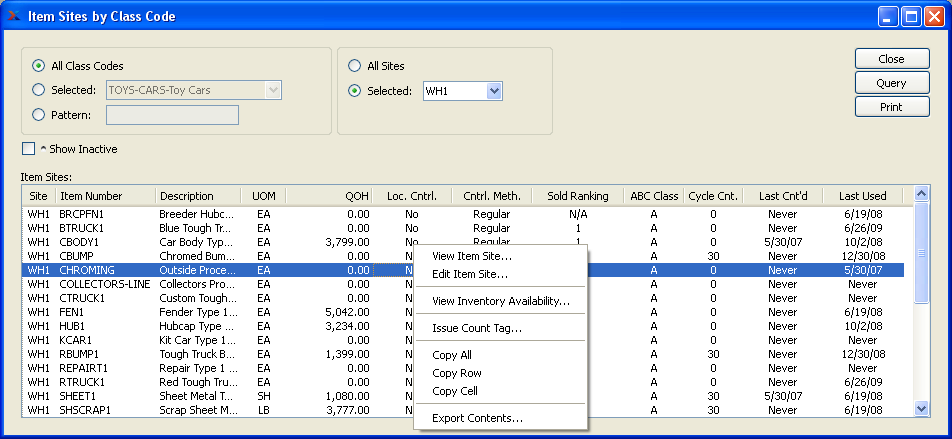 Item Sites by Class Code
All Class Codes
Selected: TOYS-CARS-Toy Cars
Pattern:
All Sites
Selected: WH1
Close
Query
Print
^ Show Inactive
Item Sites:
Site Item Number Description UOM QOH Loc. Cntrl. Cntrl. Meth. Sold Ranking ABC Class Cycle Cnt. Last Cnt'd Last Used
WH1 BRCPFN1 Breeder Hubc... EA 0.00 No Regular N/A A 0 Never 6/19/08
WH1 BTRUCK1 Blue Tough Tr... EA 0.00 No Regular 1 A 0 Never 6/26/09
WH1 CBODY1 Car Body Typ... EA 3,799.00 No Regular 1 A 0 5/30/07 10/2/08
WH1 CBUMP Chromed Bum... EA 0.00 A 30 Never 12/30/08
WH1 CHROMING Outside Proce... EA 0.00 A 0 Never 5/30/07
WH1 COLLECTORS-LINE Collectors Pro... EA 0.00 A 0 Never Never
WH1 CTRUCK1 Custom Tough... EA 0.00 A 0 Never Never
WH1 FEN1 Fender Type 1 ... EA 5,042.00 A 0 Never 6/19/08
WH1 HUB1 Hubcap Type ... EA 3,234.00 A 0 Never 10/2/08
WH1 KCAR1 Kit Car Type 1 EA 0.00 A 0 Never Never
WH1 RBUMP1 Tough Truck B... EA 1,399.00 A 30 Never 12/30/08
WH1 REPAIRT1 Repair Type 1 ... EA 0.00 A 0 Never Never
WH1 RTRUCK1 Red Tough Tru... EA 0.00 A 0 Never 6/26/09
WH1 SHEET1 Sheet Metal T... SH 1,080.00 A 30 5/30/07 6/19/08
WH1 SHSCRAP1 Scrap Sheet M... LB 3,777.00 A 0 Never 6/19/08
View Item Site...
Edit Item Site...
View Inventory Availability...
Issue Count Tag...
Copy All
Copy Row
Copy Cell
Export Contents...